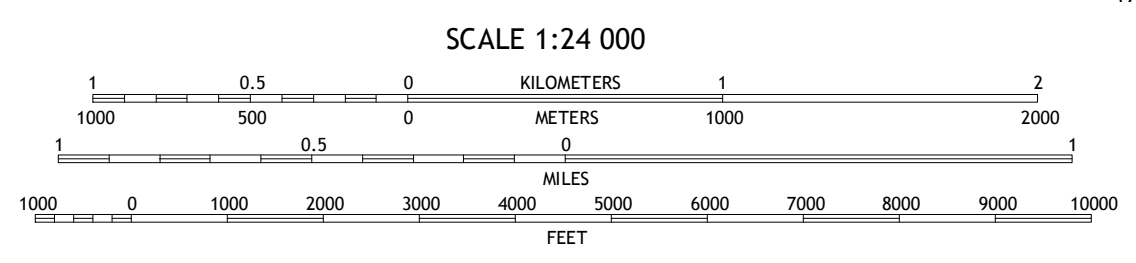 SCALE 1:24 000
1 0.5 0 KILOMETERS 1 2
1000 500 0 METERS 1000 2000
1 0.5 0 1
MILES
1000 0 1000 2000 3000 4000 5000 6000 7000 8000 9000 10000
FEET